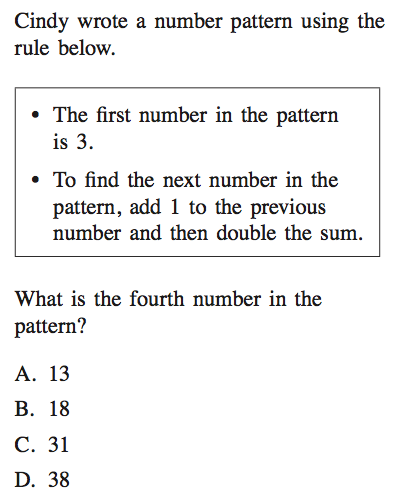 Cindy wrote a number pattern using the
rule below.
• The first number in the pattern
is 3.
• To find the next number in the
pattern, add 1 to the previous
number and then double the sum.
What is the fourth number in the
pattern?
A. 13
B. 18
C. 31
D. 38